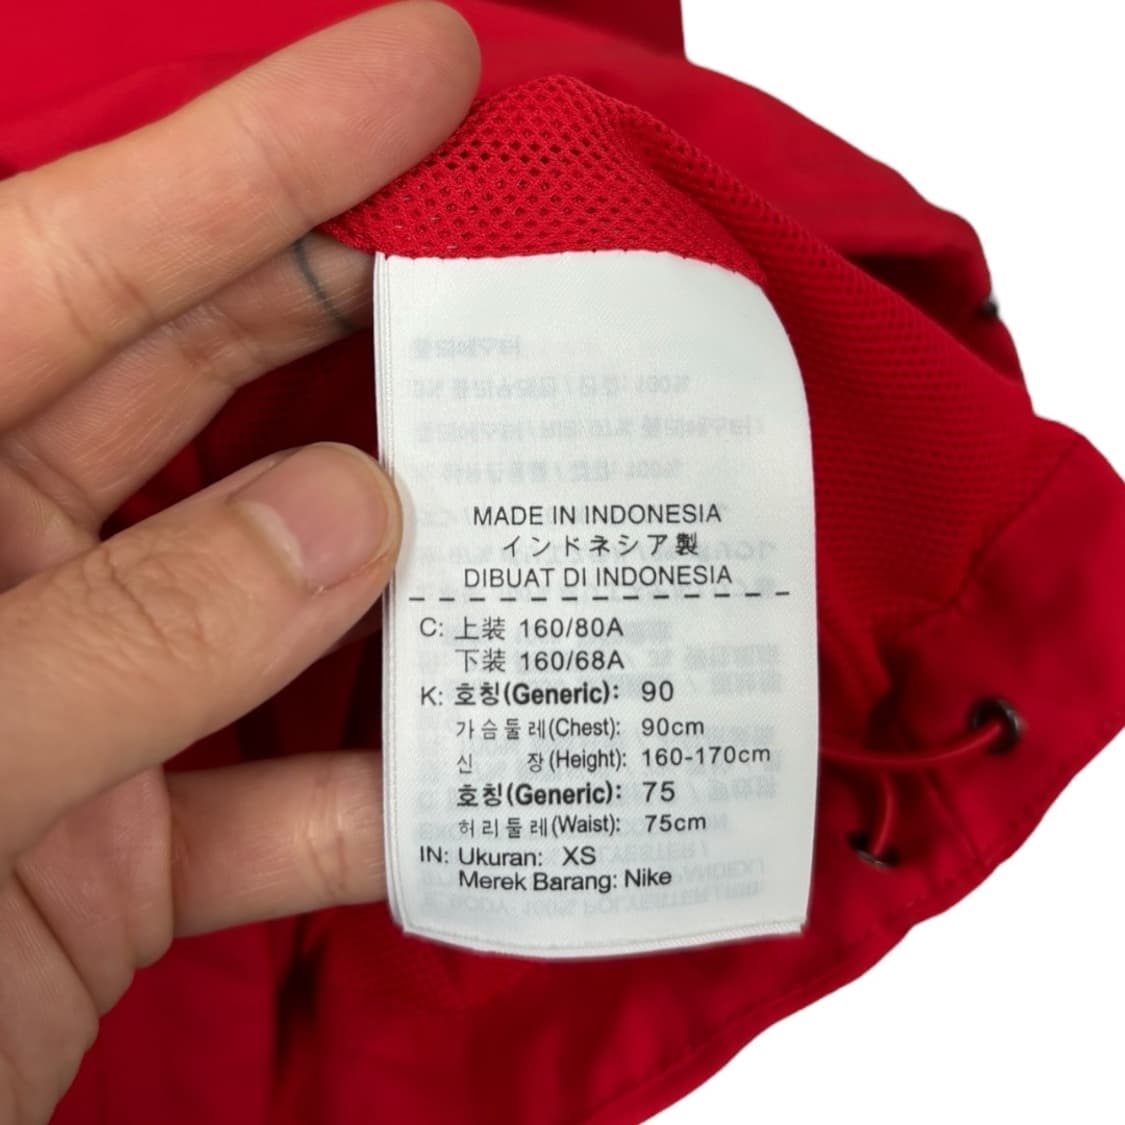 MADE IN INDONESIA
インドネシア製
DIBUAT DI INDONESIA
C: 上装 160/80A
下装 160/68A
K: 호칭(Generic): 90
가슴둘레(Chest): 90cm
신 장(Height): 160-170cm
호칭(Generic): 75
허리둘레(Waist): 75cm
IN: Ukuran: XS
Merek Barang: Nike